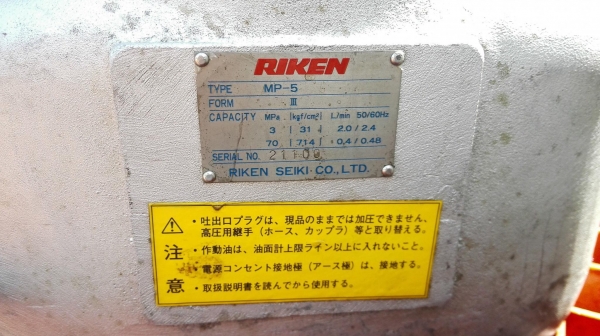 RIKEN
TYPE MP-5
FORM Ⅲ
CAPACITY MPa |kgf/cm²| L/min 50/60Hz
3 | 31 | 2.0/2.4
70 | 714 | 0.4/0.48
SERIAL NO. 21100
RIKEN SEIKI CO., LTD.
・吐出口プラグは、現品のままでは加圧できません、
高圧用継手（ホース、カップラ）等と取り替える。
注 ・作動油は、油面計上限ライン以上に入れないこと。
・電源コンセント接地極（アース極）は、接地する。
意 ・取扱説明書を読んでから使用する。